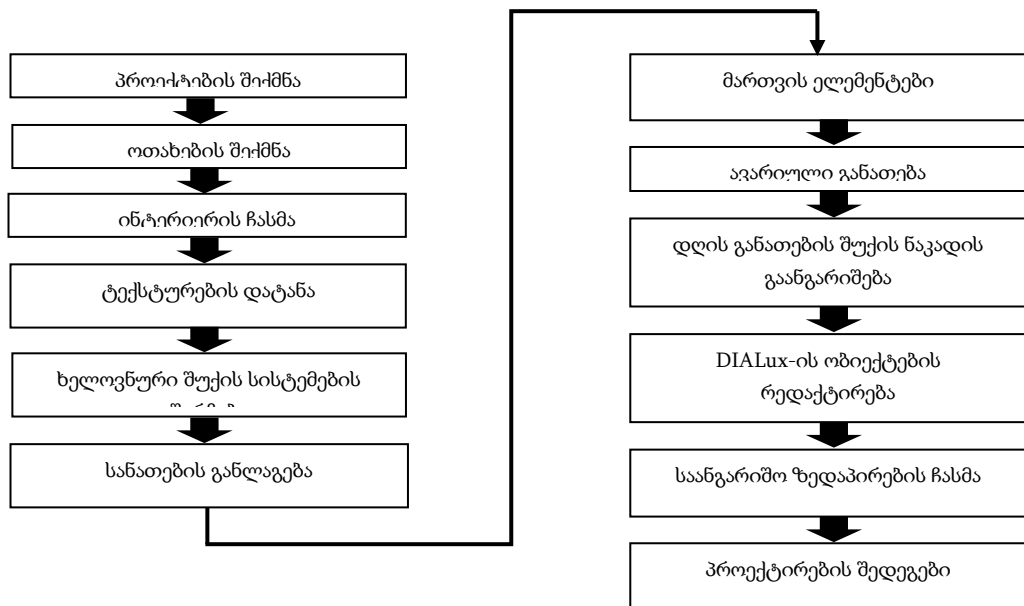 პროექტების შექმნა
ოთახების შექმნა
ინტერიერის ჩასმა
ტექსტურების დატანა
ხელოვნური შუქის სისტემების
სანათების განლაგება
მართვის ელემენტები
ავარიული განათება
დღის განათების შუქის ნაკადის
გაანგარიშება
DIALux-ის ობიექტების
რედაქტირება
საანგარიშო ზედაპირების ჩასმა
პროექტირების შედეგები